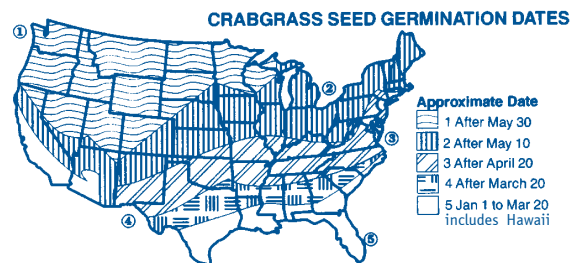 CRABGRASS SEED GERMINATION DATES
①
②
Approximate Date
1 After May 30
2 After May 10
③
3 After April 20
4 After March 20
5 Jan 1 to Mar 20
includes Hawaii
④
⑤